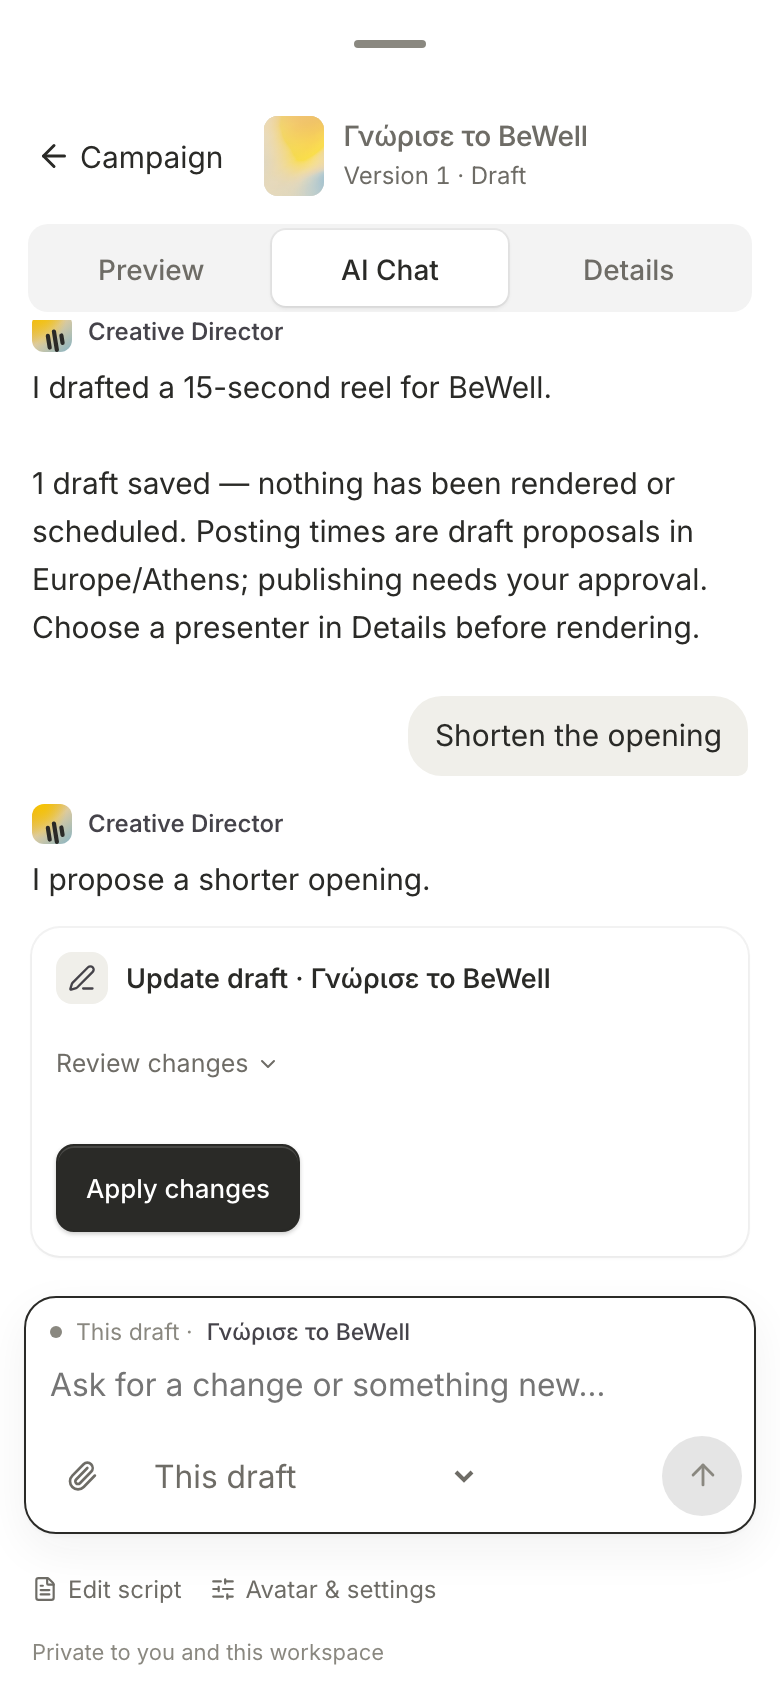 Campaign
Γνώρισε το BeWell
Version 1 · Draft
Preview
AI Chat
Details
Creative Director
I drafted a 15-second reel for BeWell.
1 draft saved — nothing has been rendered or
scheduled. Posting times are draft proposals in
Europe/Athens; publishing needs your approval.
Choose a presenter in Details before rendering.
Shorten the opening
Creative Director
I propose a shorter opening.
Update draft · Γνώρισε το BeWell
Review changes
Apply changes
This draft · Γνώρισε το BeWell
Ask for a change or something new...
This draft
Edit script
Avatar & settings
Private to you and this workspace